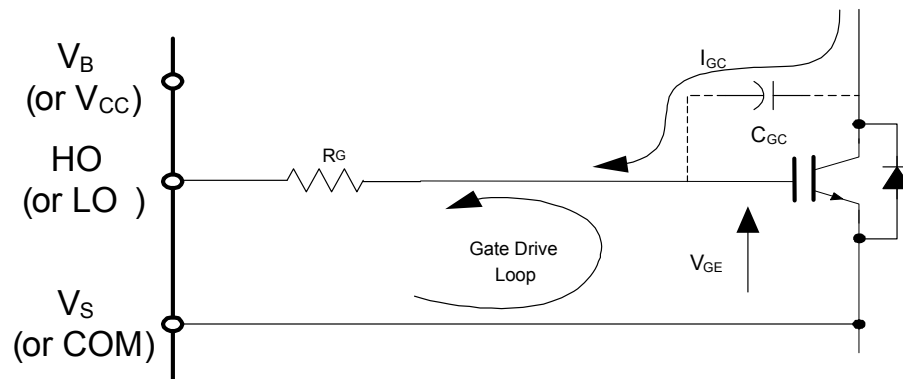 V_B
(or V_CC)
HO
(or LO )
V_S
(or COM)
R_G
Gate Drive
Loop
I_GC
C_GC
V_GE